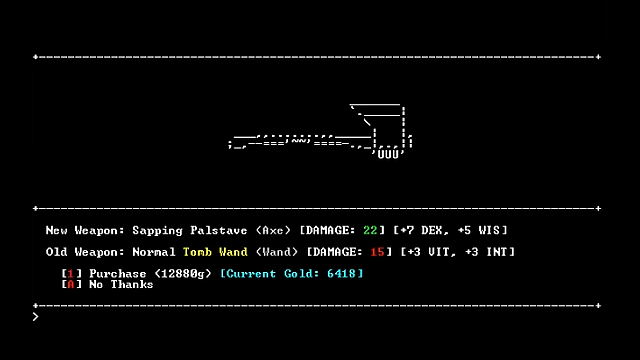 New Weapon: Sapping Palstave <Axe> [DAMAGE: 22] [+7 DEX, +5 WIS]
Old Weapon: Normal Tomb Wand <Wand> [DAMAGE: 15] [+3 VIT, +3 INT]
[1] Purchase <12880g> [Current Gold: 6418]
[A] No Thanks
>